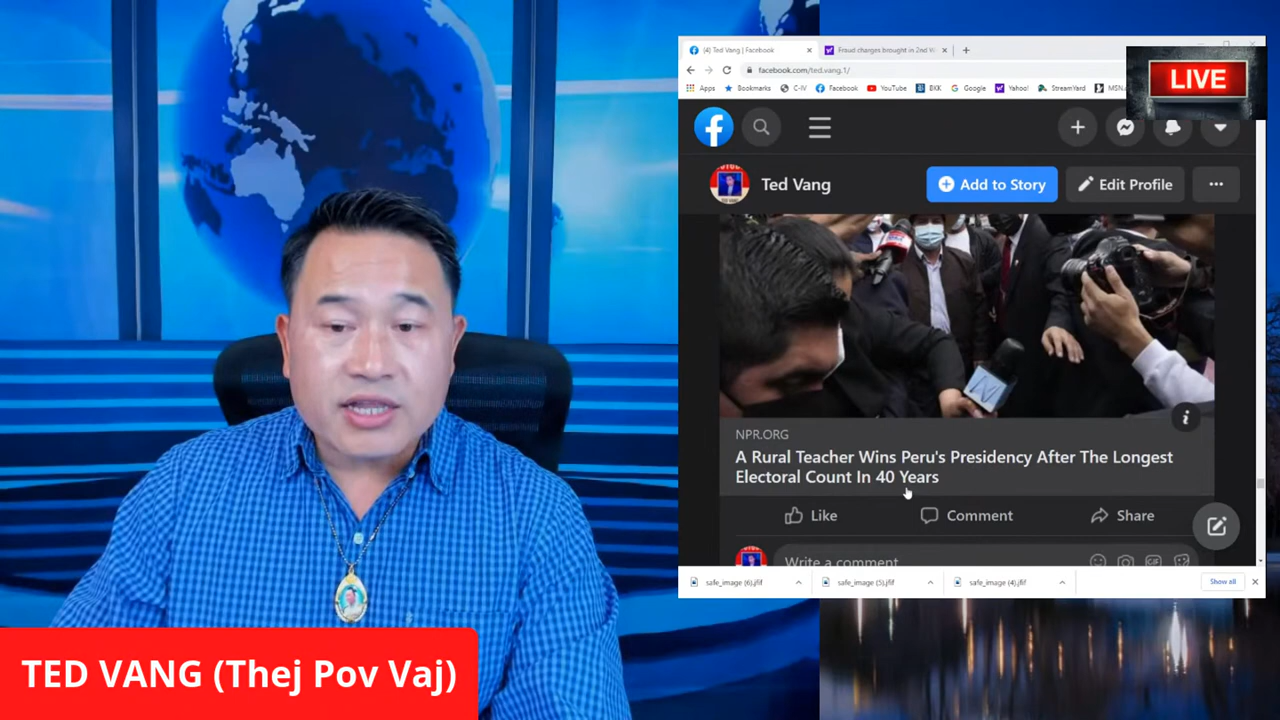 (4) Ted Vang | Facebook
Fraud charges brought in 2nd W
facebook.com/ted.vang.1/
Apps Bookmarks C-IV Facebook YouTube BKK Google Yahoo! StreamYard MSN
LIVE
Ted Vang
Add to Story
Edit Profile
NPR.ORG
A Rural Teacher Wins Peru's Presidency After The Longest
Electoral Count In 40 Years
Like
Comment
Share
Write a comment
GIF
safe_image (6).jfif
safe_image (5).jfif
safe_image (4).jfif
Show all
TED VANG (Thej Pov Vaj)